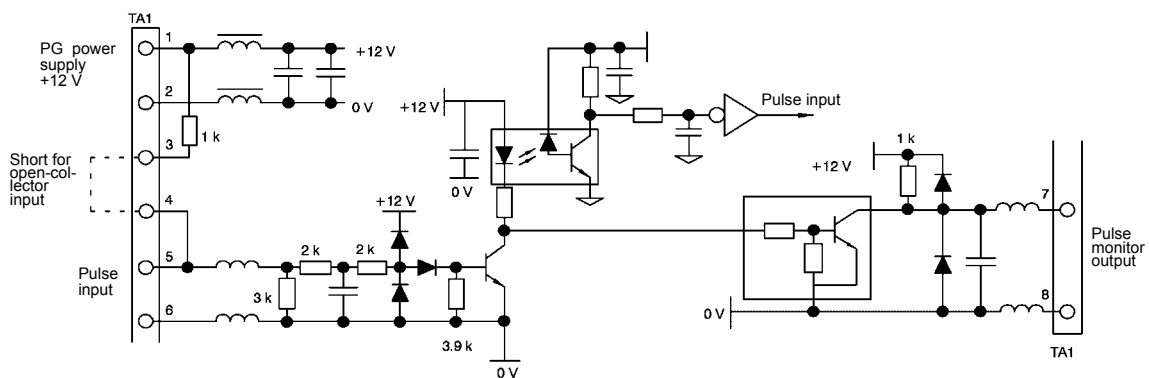 TA1
1
PG power
supply
+12 V
+12 V
2
0 V
1 k
3
Short for
open-col-
lector
input
4
+12 V
5
2 k
2 k
Pulse
input
3 k
6
3.9 k
0 V
+12 V
0 V
Pulse input
1 k
+12 V
7
Pulse
monitor
output
8
0 V
TA1